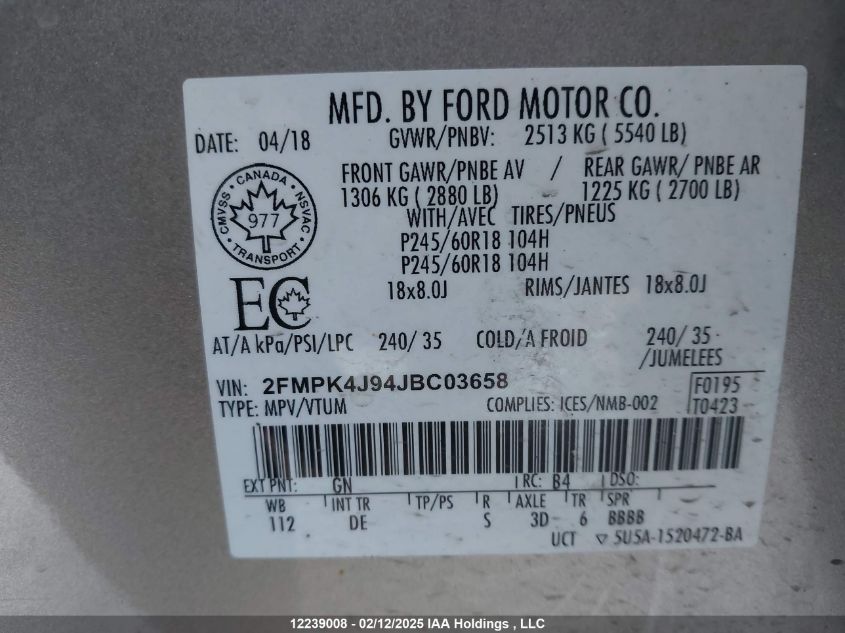 MFD. BY FORD MOTOR CO.
DATE: 04/18 GVWR/PNBV: 2513 KG ( 5540 LB)
FRONT GAWR/PNBE AV / REAR GAWR/ PNBE AR
1306 KG ( 2880 LB) 1225 KG ( 2700 LB)
WITH/AVEC TIRES/PNEUS
P245/60R18 104H
P245/60R18 104H
18x8.0J RIMS/JANTES 18x8.0J
CMVSS · CANADA · NSVAC
977
TRANSPORT
EC
AT/A kPa/PSI/LPC 240/ 35 COLD/A FROID 240/ 35
/JUMELEES
VIN: 2FMPK4J94JBC03658 F0195
TYPE: MPV/VTUM COMPLIES: ICES/NMB-002 T0423
EXT PNT: GN RC: B4 DSO:
WB INT TR TP/PS R AXLE TR SPR
112 DE S 3D 6 BBBB
UCT ▽ 5U5A-1520472-BA
12239008 - 02/12/2025 IAA Holdings , LLC